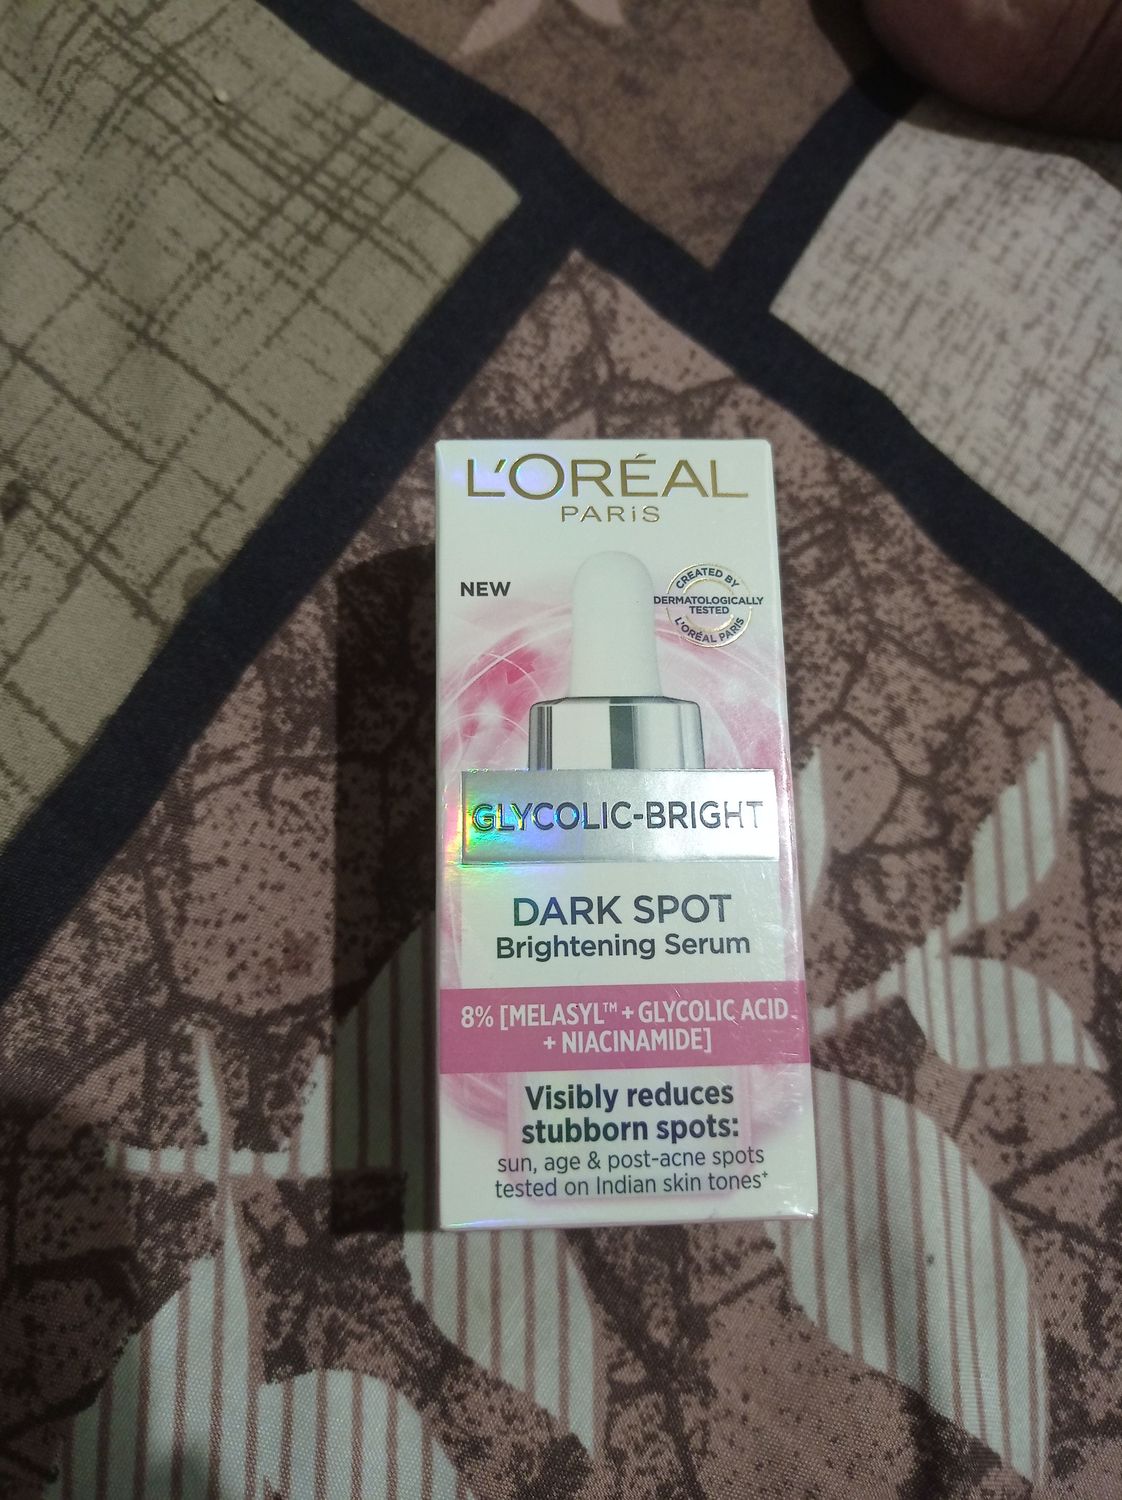 L'ORÉAL
PARiS
NEW
CREATED BY
DERMATOLOGICALLY
TESTED
L'ORÉAL PARIS
GLYCOLIC-BRIGHT
DARK SPOT
Brightening Serum
8% [MELASYL™ + GLYCOLIC ACID
+ NIACINAMIDE]
Visibly reduces
stubborn spots:
sun, age & post-acne spots
tested on Indian skin tones⁺